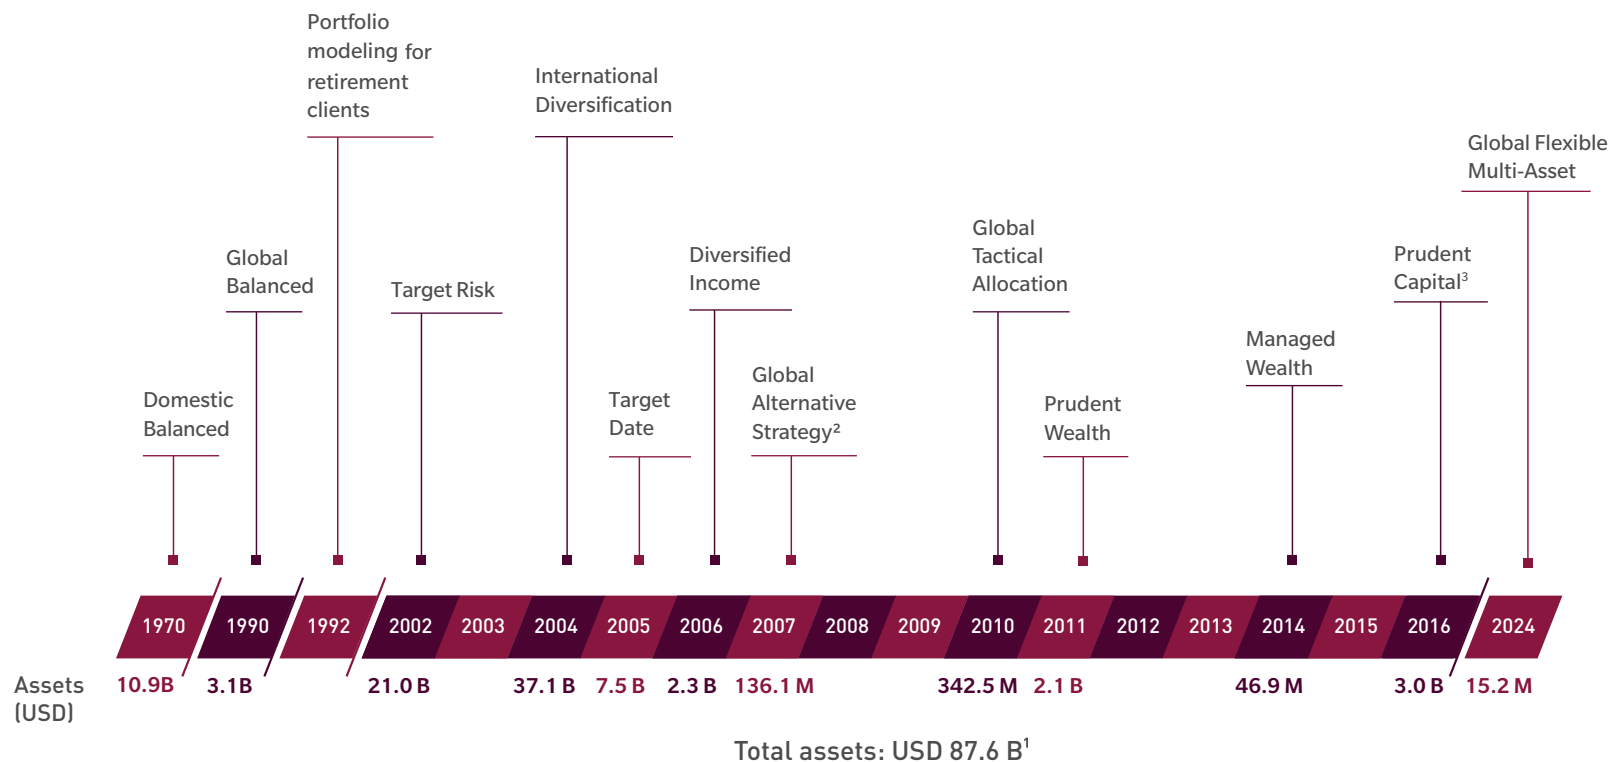 Portfolio
modeling for
retirement
clients
International
Diversification
Global Flexible
Multi-Asset
Global
Balanced
Target Risk
Diversified
Income
Global
Tactical
Allocation
Prudent
Capital³
Managed
Wealth
Domestic
Balanced
Target
Date
Global
Alternative
Strategy²
Prudent
Wealth
1970 1990 1992 2002 2003 2004 2005 2006 2007 2008 2009 2010 2011 2012 2013 2014 2015 2016 2024
Assets
(USD)
10.9B 3.1B 21.0 B 37.1 B 7.5 B 2.3 B 136.1 M 342.5 M 2.1 B 46.9 M 3.0 B 15.2 M
Total assets: USD 87.6 B¹